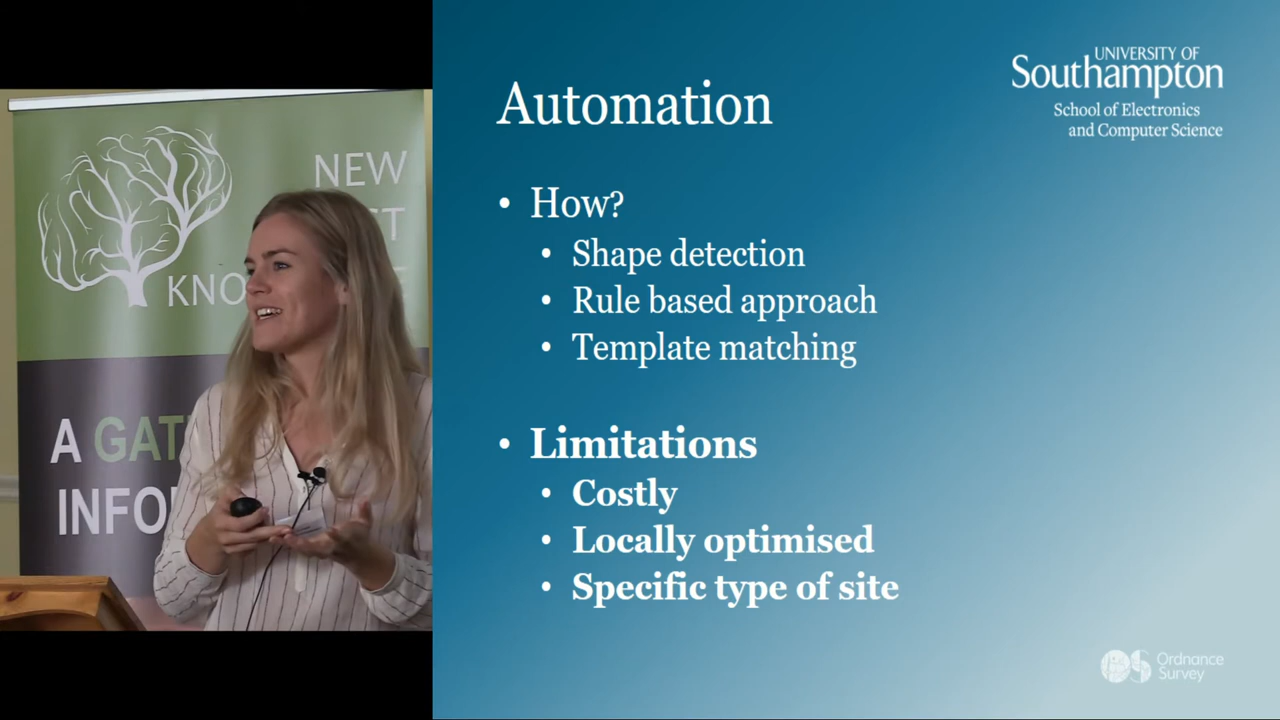 NEW
KNO
A GAT
INFO
Automation
UNIVERSITY OF
Southampton
School of Electronics
and Computer Science
• How?
• Shape detection
• Rule based approach
• Template matching
• Limitations
• Costly
• Locally optimised
• Specific type of site
OS Ordnance
Survey